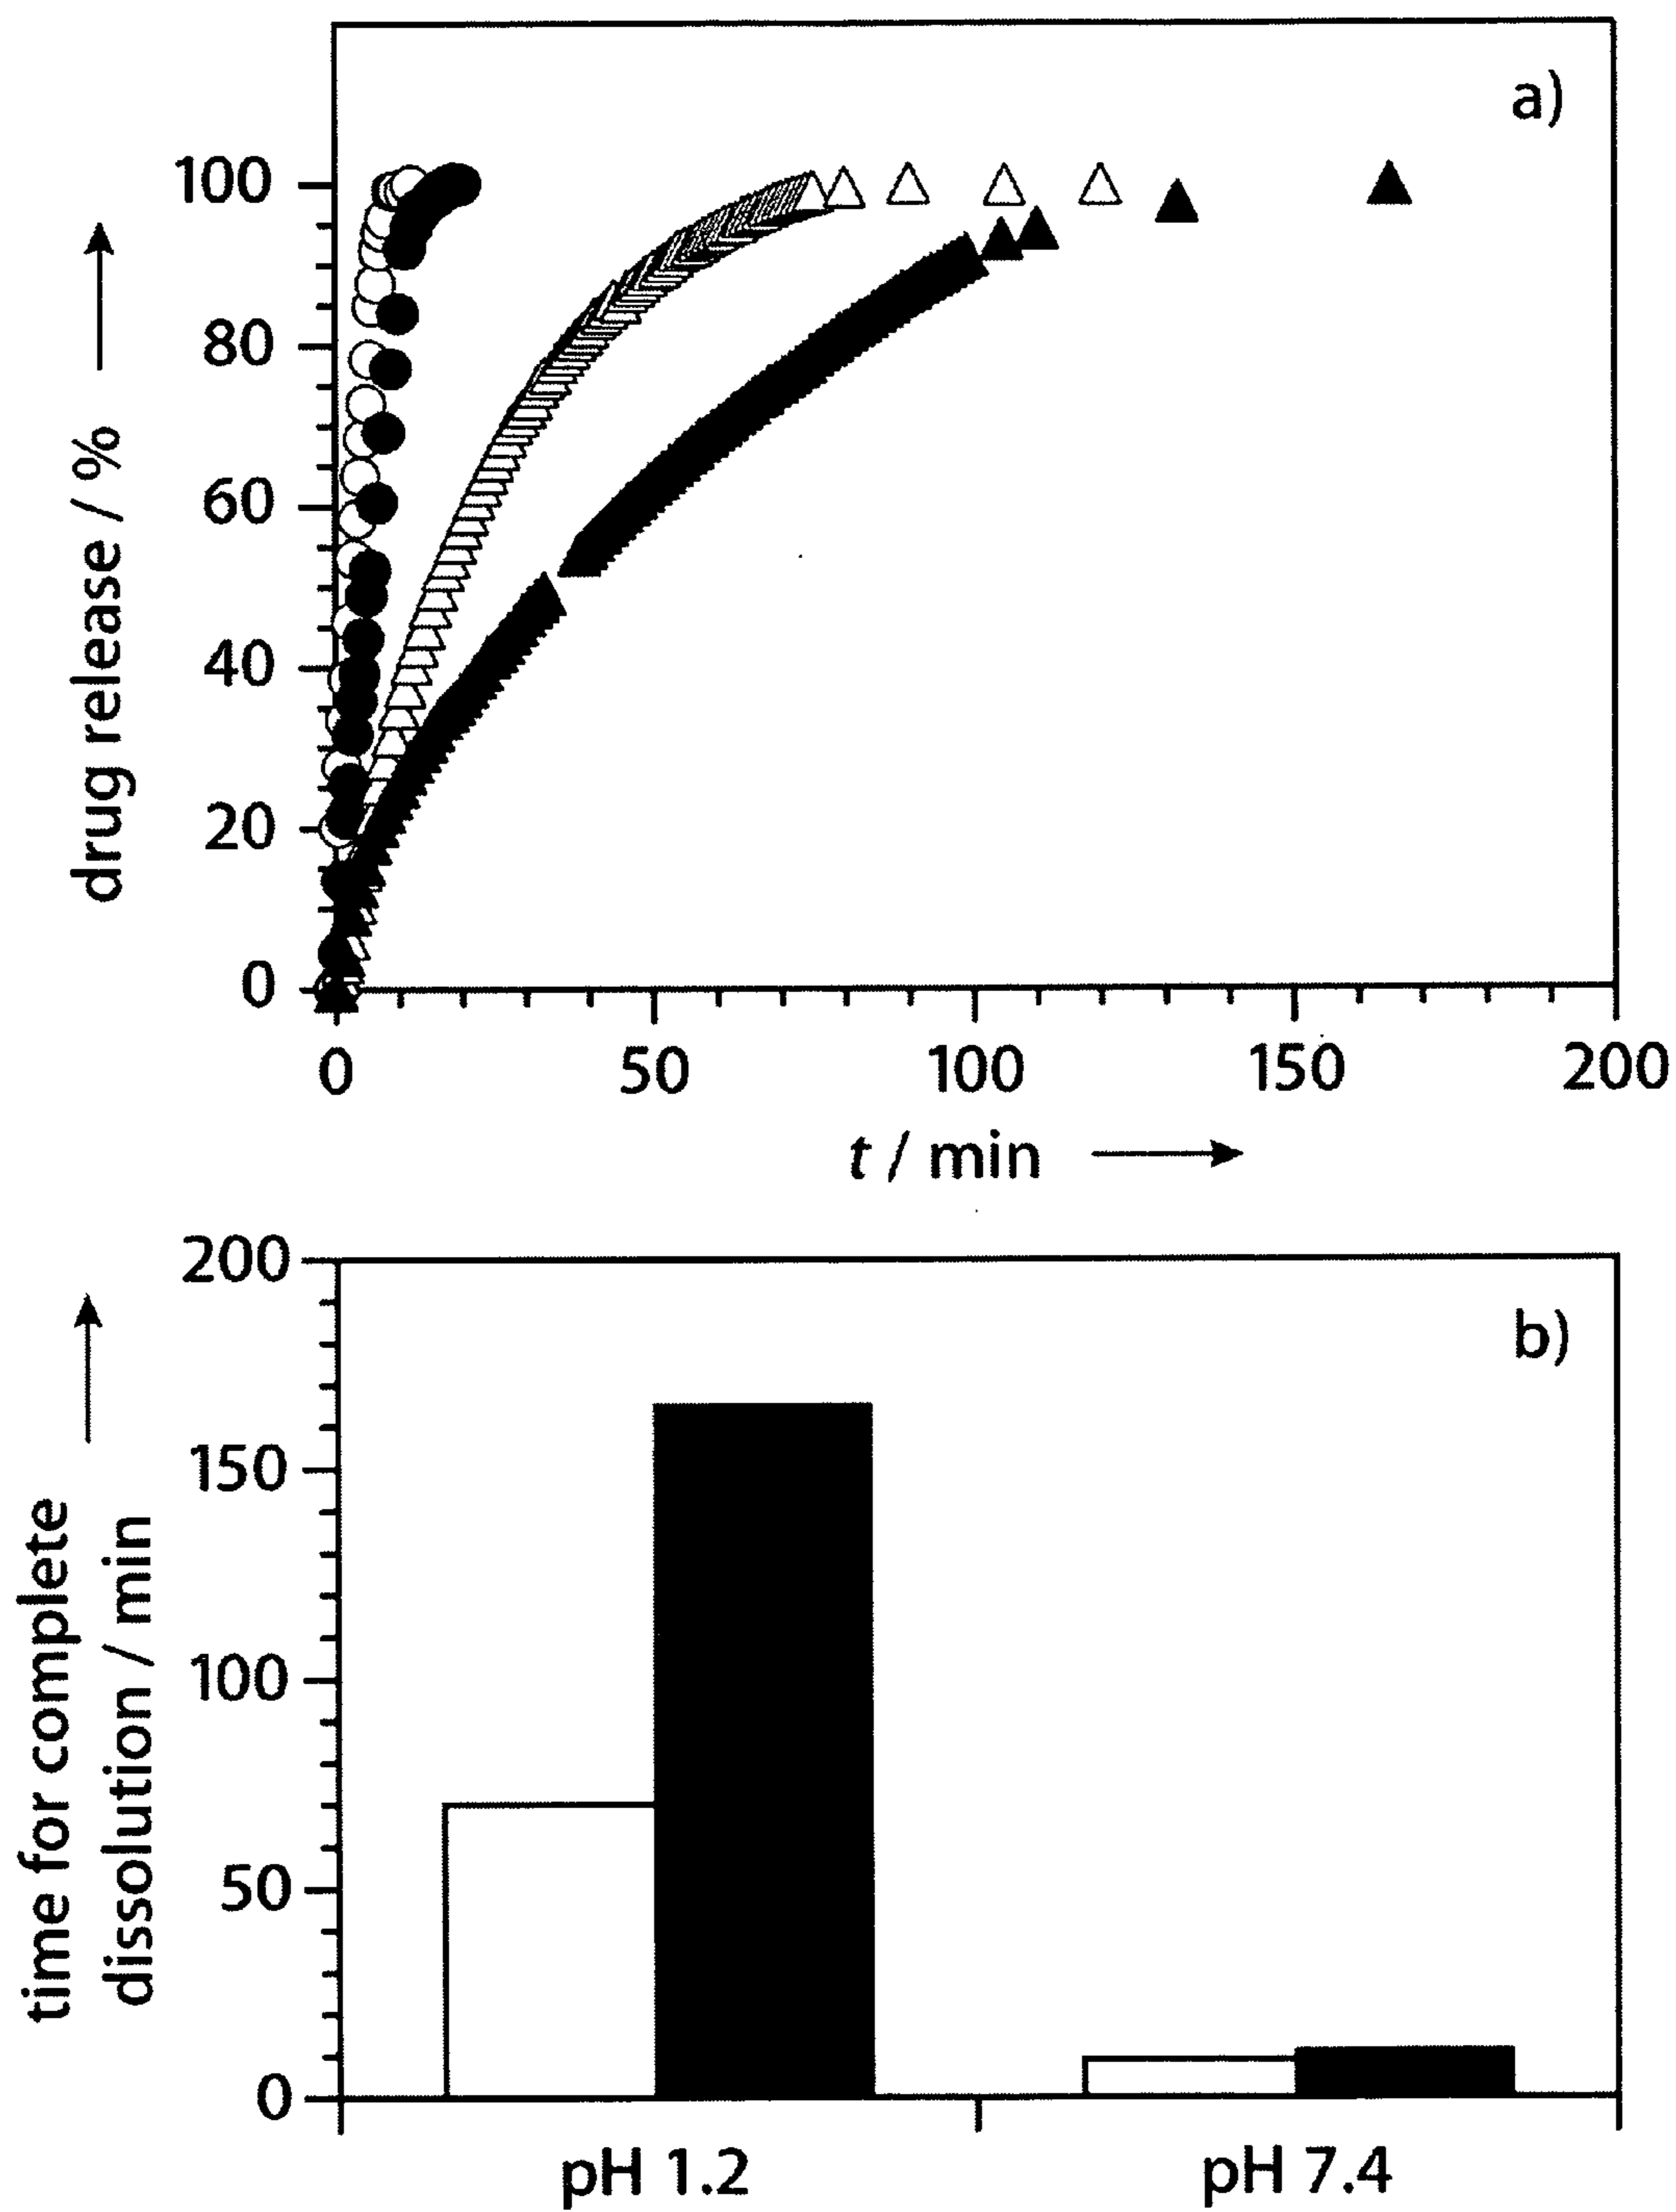 a)
100
80
60
40
20
0
drug release / %
0 50 100 150 200
t / min
200
150
100
50
0
b)
time for complete
dissolution / min
pH 1.2 pH 7.4